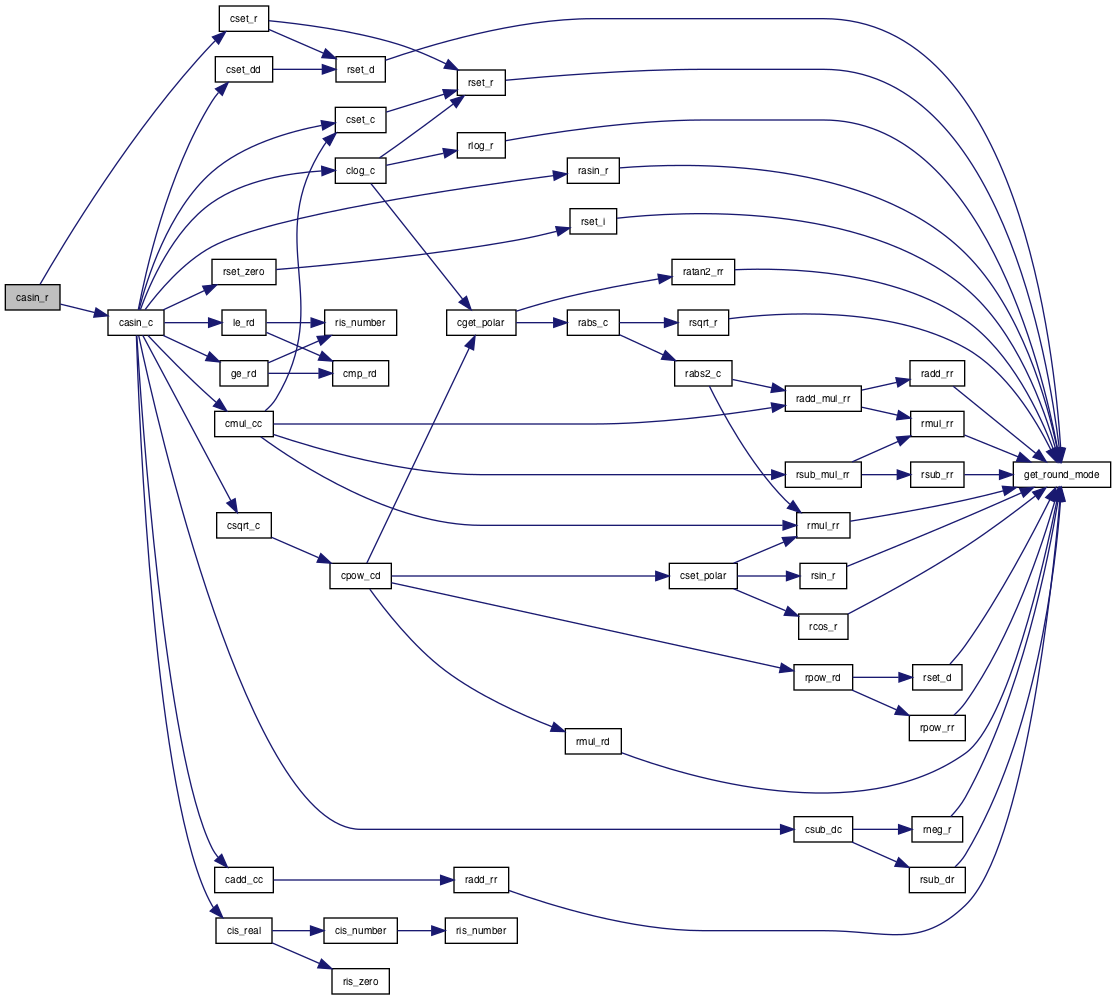 cset_r
cset_dd
rset_d
rset_r
cset_c
rlog_r
clog_c
rasin_r
rset_i
rset_zero
ratan2_rr
casin_r
casin_c
le_rd
ris_number
cget_polar
rabs_c
rsqrt_r
ge_rd
cmp_rd
rabs2_c
radd_rr
radd_mul_rr
cmul_cc
rmul_rr
rsub_mul_rr
rsub_rr
get_round_mode
csqrt_c
rmul_rr
cpow_cd
cset_polar
rsin_r
rcos_r
rpow_rd
rset_d
rpow_rr
rmul_rd
csub_dc
rneg_r
cadd_cc
radd_rr
rsub_dr
cis_real
cis_number
ris_number
ris_zero